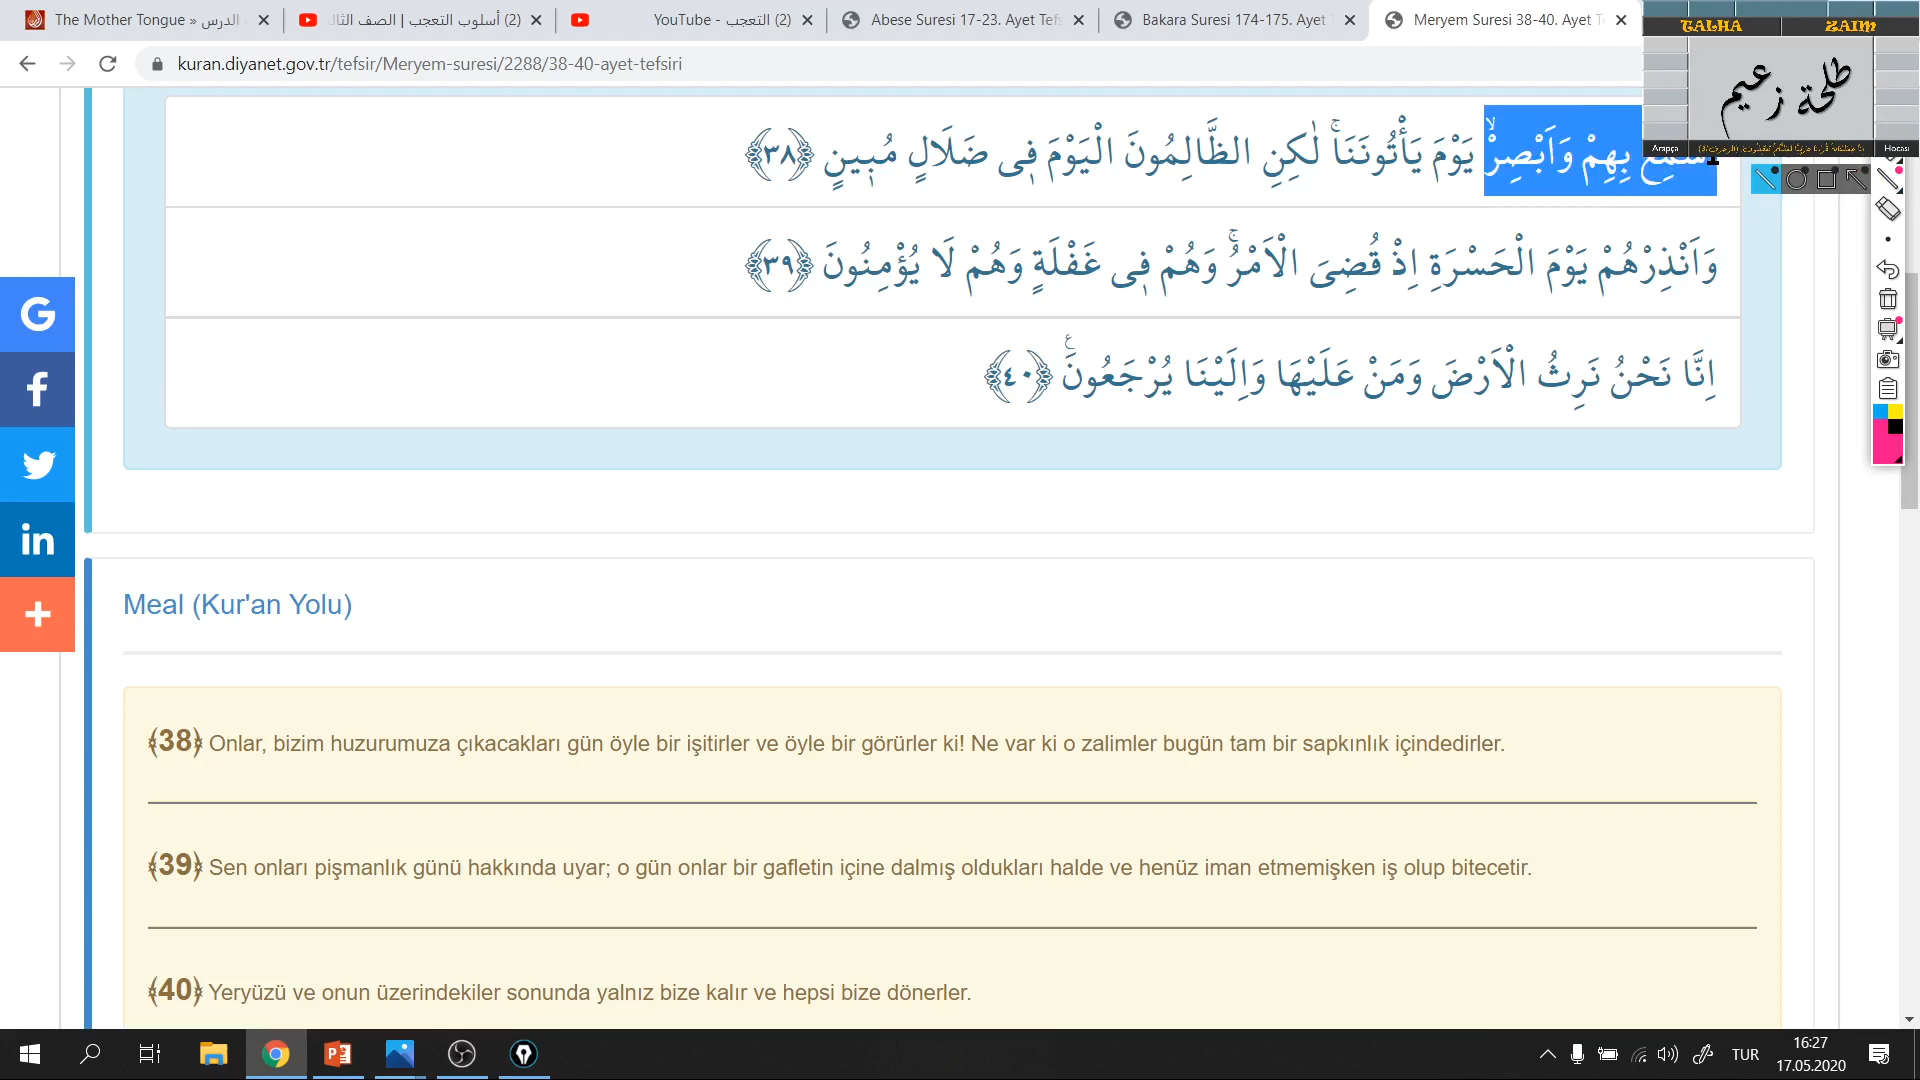 The Mother Tongue » الدرس
(2) أسلوب التعجب | الصف الثال
(2) التعجب - YouTube
Abese Suresi 17-23. Ayet Tefs
Bakara Suresi 174-175. Ayet T
Meryem Suresi 38-40. Ayet T
TALHA ZAIM
طلحة زعيم
Arapça
Hocası
kuran.diyanet.gov.tr/tefsir/Meryem-suresi/2288/38-40-ayet-tefsiri
اَسْمِعْ بِهِمْ وَاَبْصِرْۙ يَوْمَ يَأْتُونَنَاۚ لٰكِنِ الظَّالِمُونَ الْيَوْمَ ف۪ى ضَلَالٍ مُب۪ينٍ ﴿٣٨﴾
وَاَنْذِرْهُمْ يَوْمَ الْحَسْرَةِ اِذْ قُضِىَ الْاَمْرُۚ وَهُمْ ف۪ى غَفْلَةٍ وَهُمْ لَا يُؤْمِنُونَ ﴿٣٩﴾
اِنَّا نَحْنُ نَرِثُ الْاَرْضَ وَمَنْ عَلَيْهَا وَاِلَيْنَا يُرْجَعُونَ۟ ﴿٤٠﴾
Meal (Kur'an Yolu)
﴾38﴿ Onlar, bizim huzurumuza çıkacakları gün öyle bir işitirler ve öyle bir görürler ki! Ne var ki o zalimler bugün tam bir sapkınlık içindedirler.
﴾39﴿ Sen onları pişmanlık günü hakkında uyar; o gün onlar bir gafletin içine dalmış oldukları halde ve henüz iman etmemişken iş olup bitecetir.
﴾40﴿ Yeryüzü ve onun üzerindekiler sonunda yalnız bize kalır ve hepsi bize dönerler.
TUR
16:27
17.05.2020